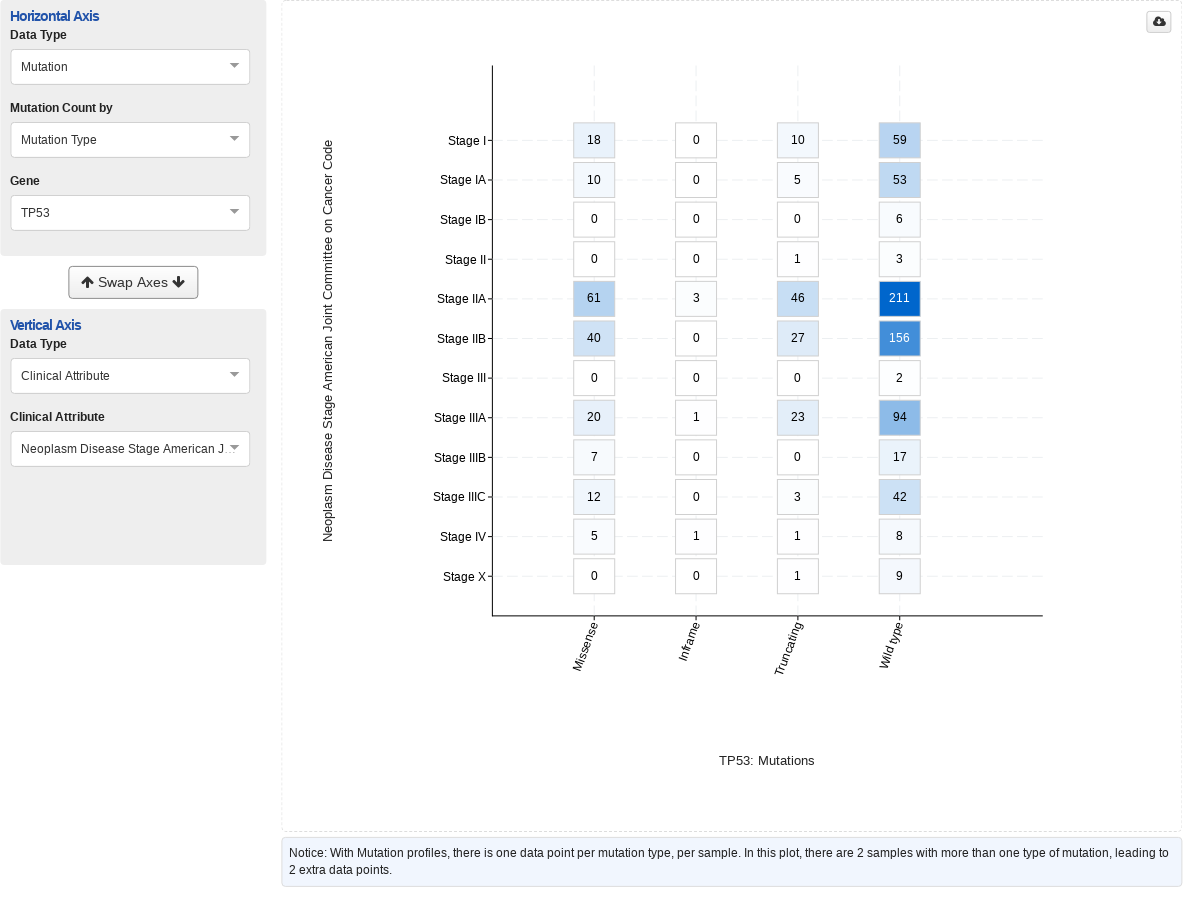 Horizontal Axis
Data Type
Mutation
Mutation Count by
Mutation Type
Gene
TP53
Swap Axes
Vertical Axis
Data Type
Clinical Attribute
Clinical Attribute
Neoplasm Disease Stage American J...
Neoplasm Disease Stage American Joint Committee on Cancer Code
Stage I 18 0 10 59
Stage IA 10 0 5 53
Stage IB 0 0 0 6
Stage II 0 0 1 3
Stage IIA 61 3 46 211
Stage IIB 40 0 27 156
Stage III 0 0 0 2
Stage IIIA 20 1 23 94
Stage IIIB 7 0 0 17
Stage IIIC 12 0 3 42
Stage IV 5 1 1 8
Stage X 0 0 1 9
Missense Inframe Truncating Wild type
TP53: Mutations
Notice: With Mutation profiles, there is one data point per mutation type, per sample. In this plot, there are 2 samples with more than one type of mutation, leading to
2 extra data points.